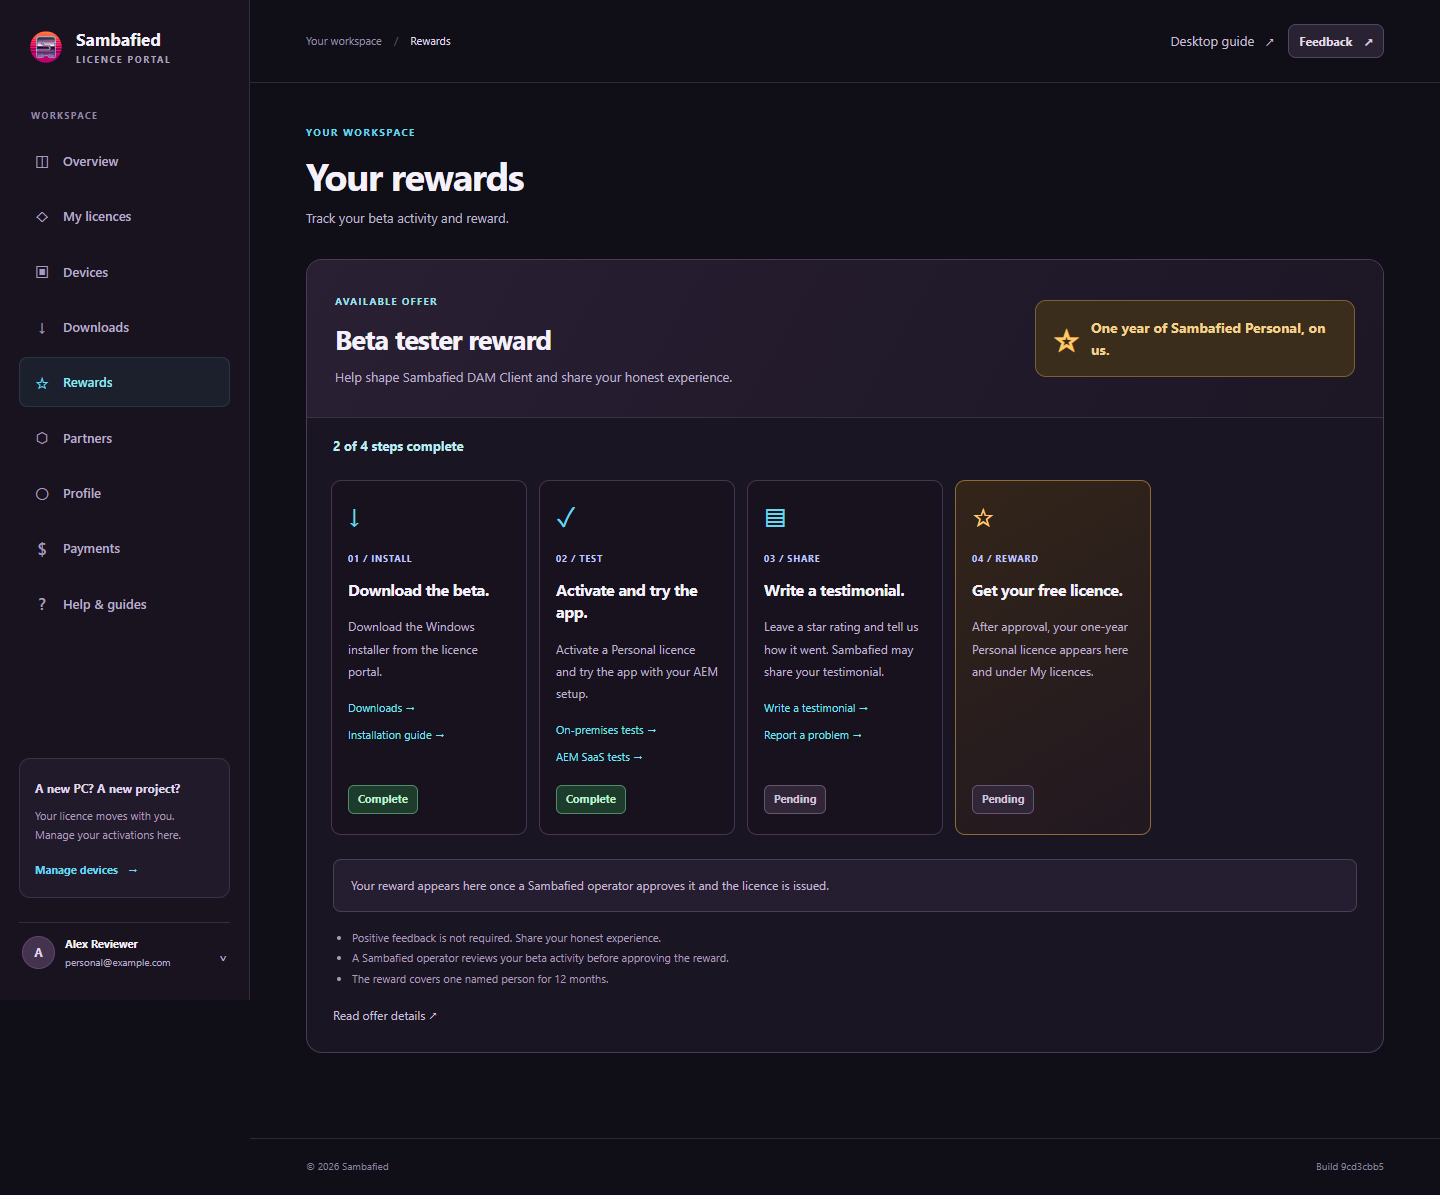 Sambafied
LICENCE PORTAL
WORKSPACE
Overview
My licences
Devices
Downloads
Rewards
Partners
Profile
$ Payments
? Help & guides
A new PC? A new project?
Your licence moves with you.
Manage your activations here.
Manage devices →
A
Alex Reviewer
personal@example.com
Your workspace / Rewards
Desktop guide ↗
Feedback ↗
YOUR WORKSPACE
Your rewards
Track your beta activity and reward.
AVAILABLE OFFER
Beta tester reward
Help shape Sambafied DAM Client and share your honest experience.
One year of Sambafied Personal, on
us.
2 of 4 steps complete
01 / INSTALL
Download the beta.
Download the Windows
installer from the licence
portal.
Downloads →
Installation guide →
Complete
02 / TEST
Activate and try the
app.
Activate a Personal licence
and try the app with your AEM
setup.
On-premises tests →
AEM SaaS tests →
Complete
03 / SHARE
Write a testimonial.
Leave a star rating and tell us
how it went. Sambafied may
share your testimonial.
Write a testimonial →
Report a problem →
Pending
04 / REWARD
Get your free licence.
After approval, your one-year
Personal licence appears here
and under My licences.
Pending
Your reward appears here once a Sambafied operator approves it and the licence is issued.
• Positive feedback is not required. Share your honest experience.
• A Sambafied operator reviews your beta activity before approving the reward.
• The reward covers one named person for 12 months.
Read offer details ↗
© 2026 Sambafied
Build 9cd3cbb5